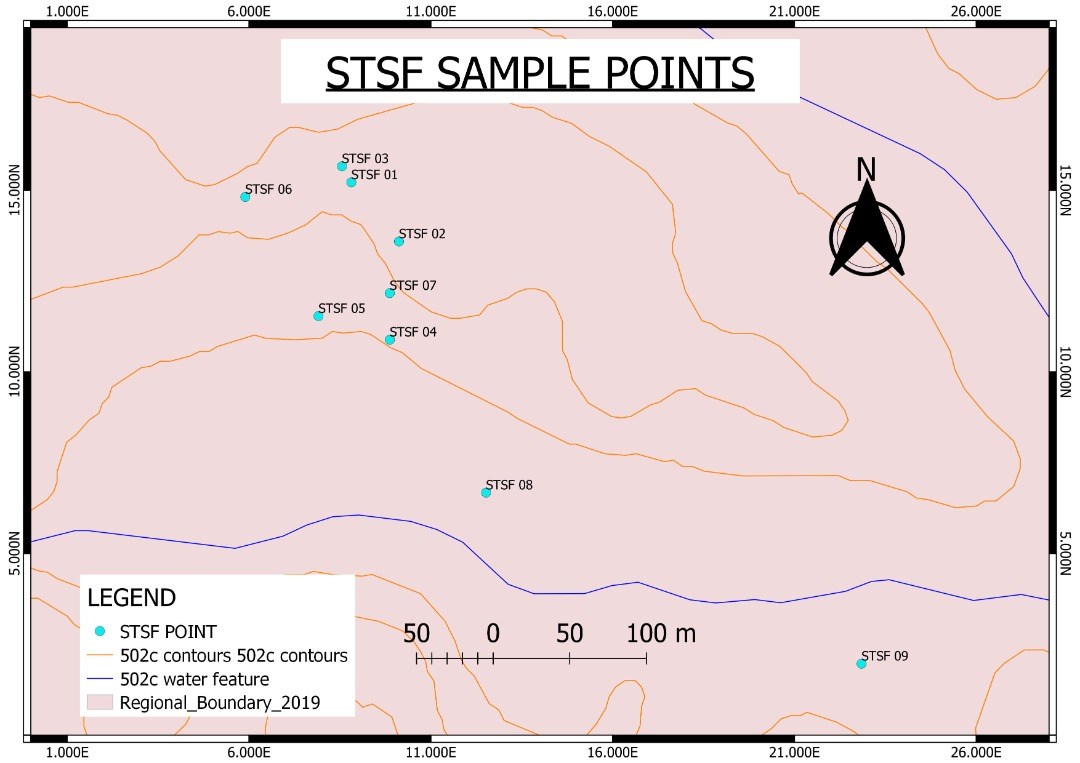 1.000E 6.000E 11.000E 16.000E 21.000E 26.000E
STSF SAMPLE POINTS
15.000N
15.000N
N
STSF 03
STSF 01
STSF 06
STSF 02
STSF 07
STSF 05
STSF 04
10.000N
10.000N
STSF 08
5.000N
5.000N
LEGEND
STSF POINT
502c contours 502c contours
502c water feature
Regional_Boundary_2019
50 0 50 100 m
STSF 09
1.000E 6.000E 11.000E 16.000E 21.000E 26.000E